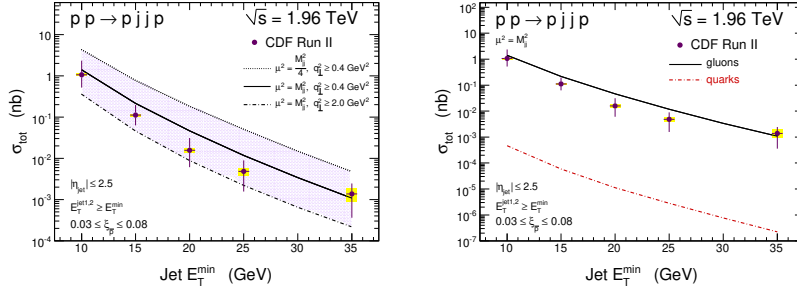 p p → p j j p √s = 1.96 TeV
CDF Run II
μ² = M²jj/4, q²⊥ ≥ 0.4 GeV²
μ² = M²jj, q²⊥ ≥ 0.4 GeV²
μ² = M²jj, q²⊥ ≥ 2.0 GeV²
σtot (nb)
10
1
10⁻¹
10⁻²
10⁻³
10⁻⁴
|ηjet| ≤ 2.5
E_T^jet1,2 ≥ E_T^min
0.03 ≤ ξp̄ ≤ 0.08
10 15 20 25 30 35
Jet E_T^min (GeV)
p p → p j j p √s = 1.96 TeV
μ² = M²jj
CDF Run II
gluons
quarks
σtot (nb)
10²
10
1
10⁻¹
10⁻²
10⁻³
10⁻⁴
10⁻⁵
10⁻⁶
10⁻⁷
|ηjet| ≤ 2.5
E_T^jet1,2 ≥ E_T^min
0.03 ≤ ξp̄ ≤ 0.08
10 15 20 25 30 35
Jet E_T^min (GeV)